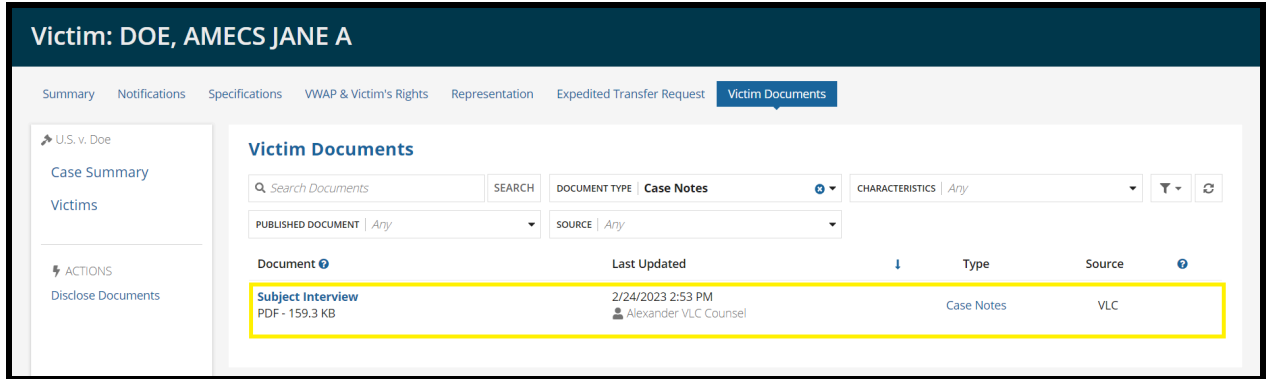 Victim: DOE, AMECS JANE A
Summary Notifications Specifications VWAP & Victim's Rights Representation Expedited Transfer Request Victim Documents
U.S. v. Doe
Case Summary
Victims
ACTIONS
Disclose Documents
Victim Documents
Search Documents SEARCH DOCUMENT TYPE Case Notes CHARACTERISTICS Any
PUBLISHED DOCUMENT Any SOURCE Any
Document Last Updated Type Source
Subject Interview 2/24/2023 2:53 PM Case Notes VLC
PDF - 159.3 KB Alexander VLC Counsel